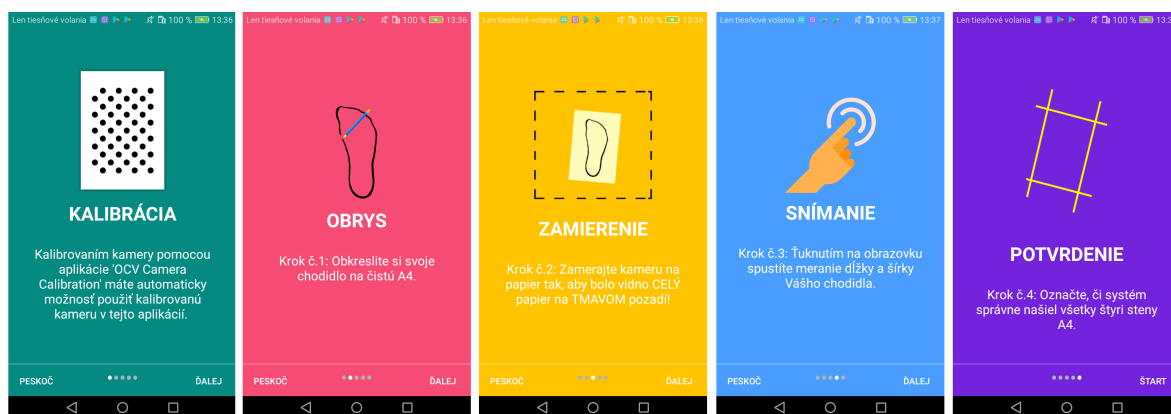 Len tiesňové volania 100 % 13:36
KALIBRÁCIA
Kalibrovaním kamery pomocou
aplikácie 'OCV Camera
Calibration' máte automaticky
možnosť použiť kalibrovanú
kameru v tejto aplikácií.
PESKOČ
ĎALEJ
Len tiesňové volania 100 % 13:36
OBRYS
Krok č.1: Obkreslite si svoje
chodidlo na čistú A4.
PESKOČ
ĎALEJ
Len tiesňové volania 100 % 13:36
ZAMIERENIE
Krok č.2: Zamerajte kameru na
papier tak, aby bolo vidno CELÝ
papier na TMAVOM pozadí!
PESKOČ
ĎALEJ
Len tiesňové volania 100 % 13:37
SNÍMANIE
Krok č.3: Ťuknutím na obrazovku
spustíte meranie dĺžky a šírky
Vášho chodidla.
PESKOČ
ĎALEJ
Len tiesňové volania 100 %
POTVRDENIE
Krok č.4: Označte, či systém
správne našiel všetky štyri steny
A4.
ŠTART